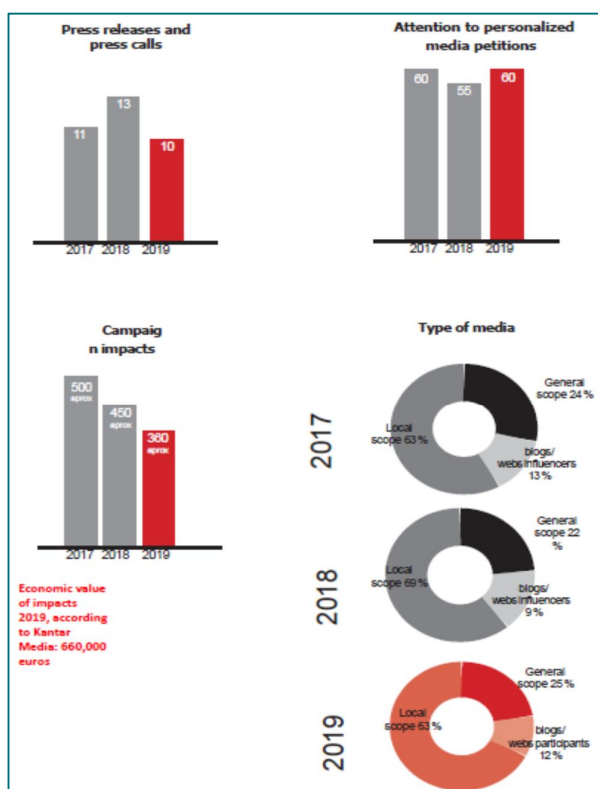 Press releases and
press calls
11
13
10
2017 2018 2019
Attention to personalized
media petitions
60
55
60
2017 2018 2019
Campaig
n impacts
500
aprox
450
aprox
360
aprox
2017 2018 2019
Economic value
of impacts
2019, according
to Kantar
Media: 660,000
euros
Type of media
2017
General
scope 24 %
Local
scope 63 %
blogs/
webs influencers
13 %
2018
General
scope 22
%
Local
scope 69 %
blogs/
webs influencers
9 %
2019
General
scope 25 %
Local
scope 63 %
blogs/
webs participants
12 %